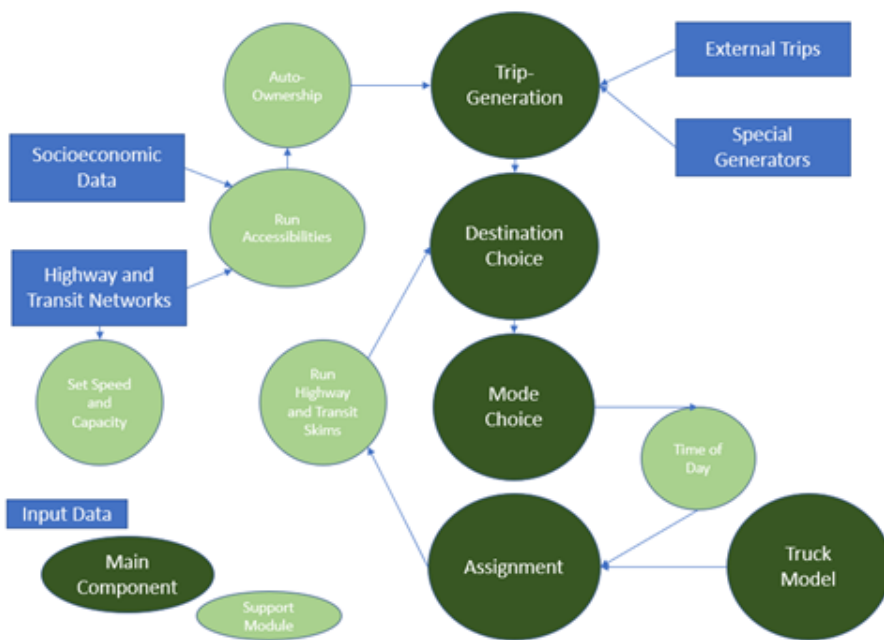 Auto-
Ownership
Trip-
Generation
External Trips
Special
Generators
Socioeconomic
Data
Run
Accessibilities
Destination
Choice
Highway and
Transit Networks
Set Speed
and
Capacity
Run
Highway
and Transit
Skims
Mode
Choice
Time of
Day
Input Data
Main
Component
Support
Module
Assignment
Truck
Model